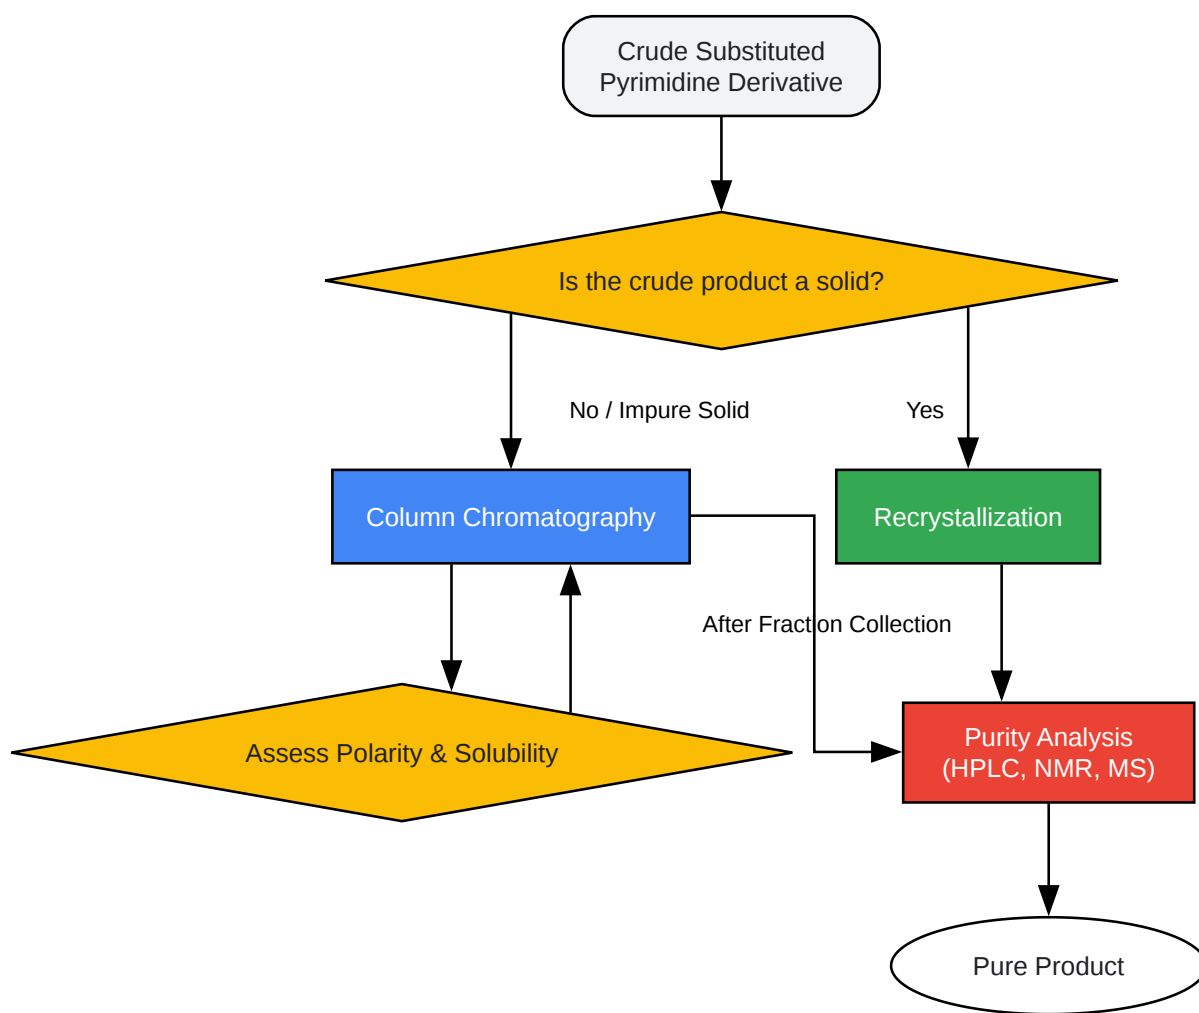 Crude Substituted
Pyrimidine Derivative
Is the crude product a solid?
No / Impure Solid
Yes
Column Chromatography
Recrystallization
After Fraction Collection
Assess Polarity & Solubility
Purity Analysis
(HPLC, NMR, MS)
Pure Product